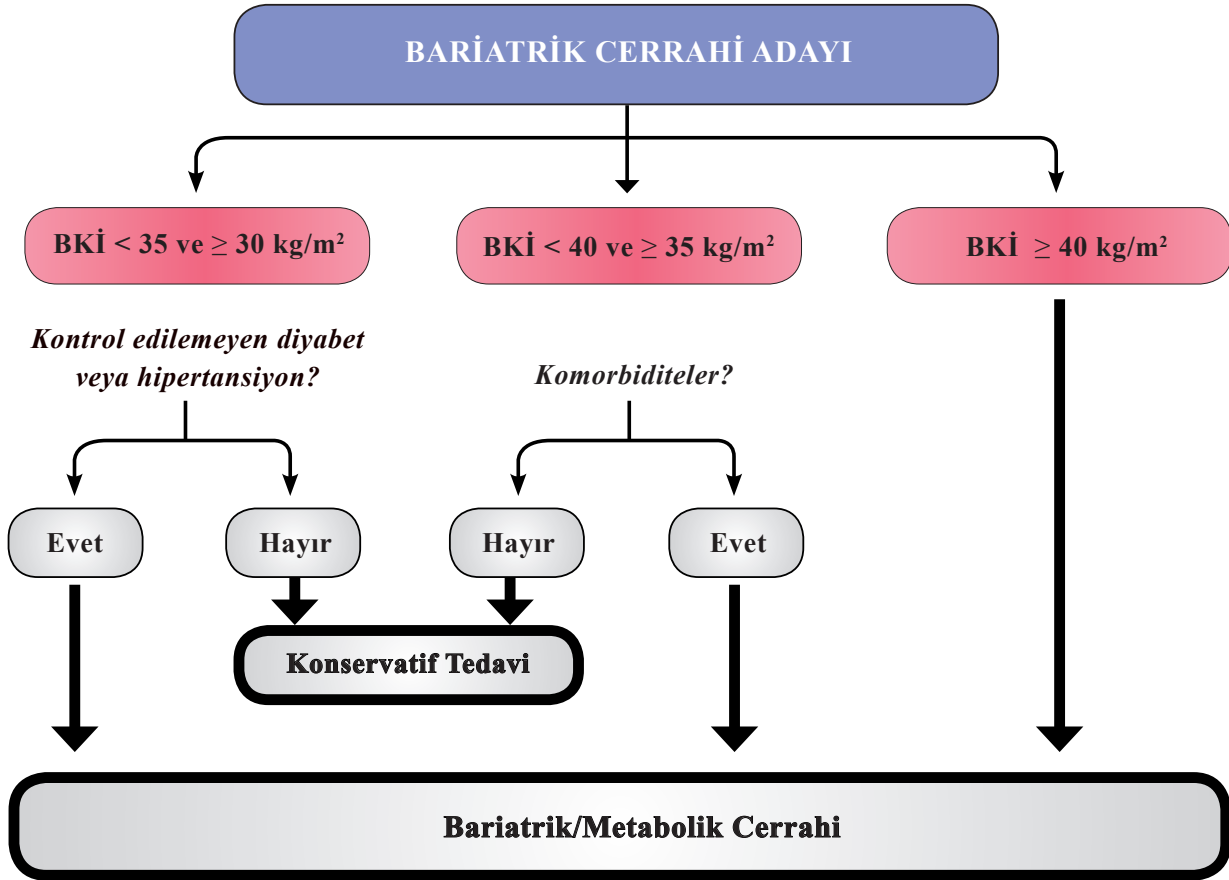 BARİATRİK CERRAHİ ADAYI
BKİ < 35 ve ≥ 30 kg/m²
BKİ < 40 ve ≥ 35 kg/m²
BKİ ≥ 40 kg/m²
Kontrol edilemeyen diyabet
veya hipertansiyon?
Komorbiditeler?
Evet
Hayır
Hayır
Evet
Konservatif Tedavi
Bariatrik/Metabolik Cerrahi